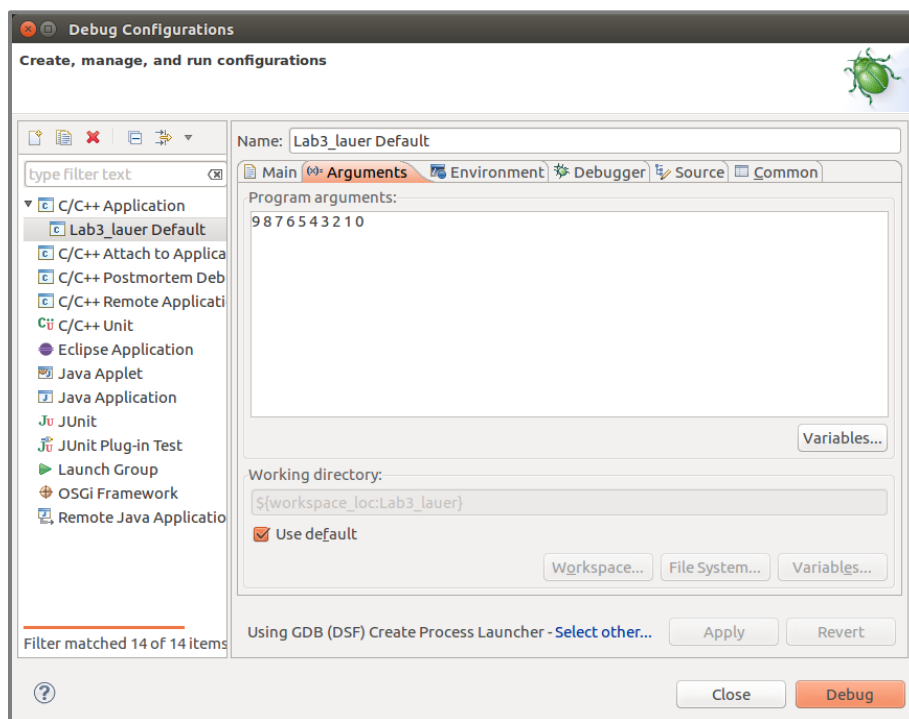 Debug Configurations
Create, manage, and run configurations
type filter text
C/C++ Application
Lab3_lauer Default
C/C++ Attach to Applica
C/C++ Postmortem Deb
C/C++ Remote Applicati
C/C++ Unit
Eclipse Application
Java Applet
Java Application
JUnit
JUnit Plug-in Test
Launch Group
OSGi Framework
Remote Java Applicatio
Filter matched 14 of 14 items
Name: Lab3_lauer Default
Main Arguments Environment Debugger Source Common
Program arguments:
9 8 7 6 5 4 3 2 1 0
Variables...
Working directory:
${workspace_loc:Lab3_lauer}
Use default
Workspace... File System... Variables...
Using GDB (DSF) Create Process Launcher - Select other... Apply Revert
Close Debug